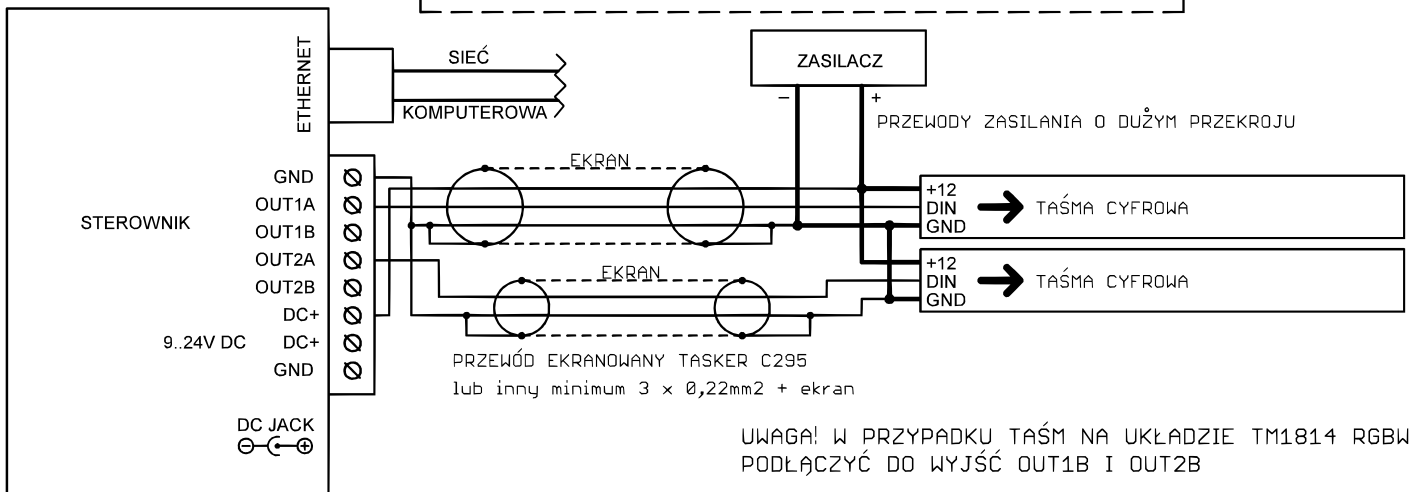 ETHERNET
SIEĆ
KOMPUTEROWA
ZASILACZ
- +
PRZEWODY ZASILANIA O DUŻYM PRZEKROJU
STEROWNIK
GND
OUT1A
OUT1B
OUT2A
OUT2B
DC+
9..24V DC DC+
GND
DC JACK
EKRAN
+12
DIN
GND
TAŚMA CYFROWA
EKRAN
+12
DIN
GND
TAŚMA CYFROWA
PRZEWÓD EKRANOWANY TASKER C295
lub inny minimum 3 x 0,22mm2 + ekran
UWAGA! W PRZYPADKU TAŚM NA UKŁADZIE TM1814 RGBW
PODŁĄCZYĆ DO WYJŚĆ OUT1B I OUT2B